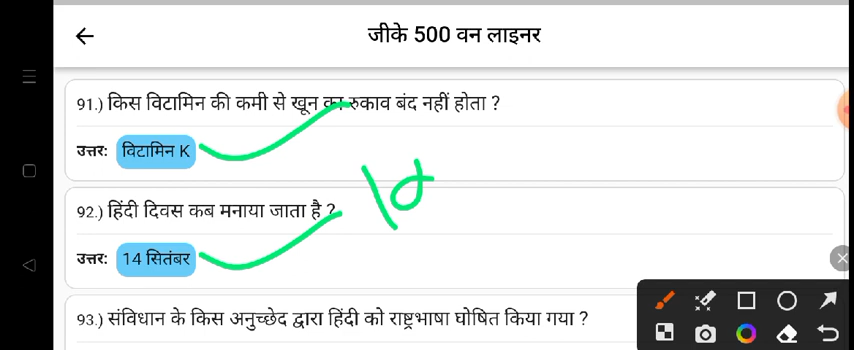 जीके 500 वन लाइनर
91.) किस विटामिन की कमी से खून का रुकाव बंद नहीं होता ?
उत्तर: विटामिन K
92.) हिंदी दिवस कब मनाया जाता है ?
उत्तर: 14 सितंबर
93.) संविधान के किस अनुच्छेद द्वारा हिंदी को राष्ट्रभाषा घोषित किया गया ?